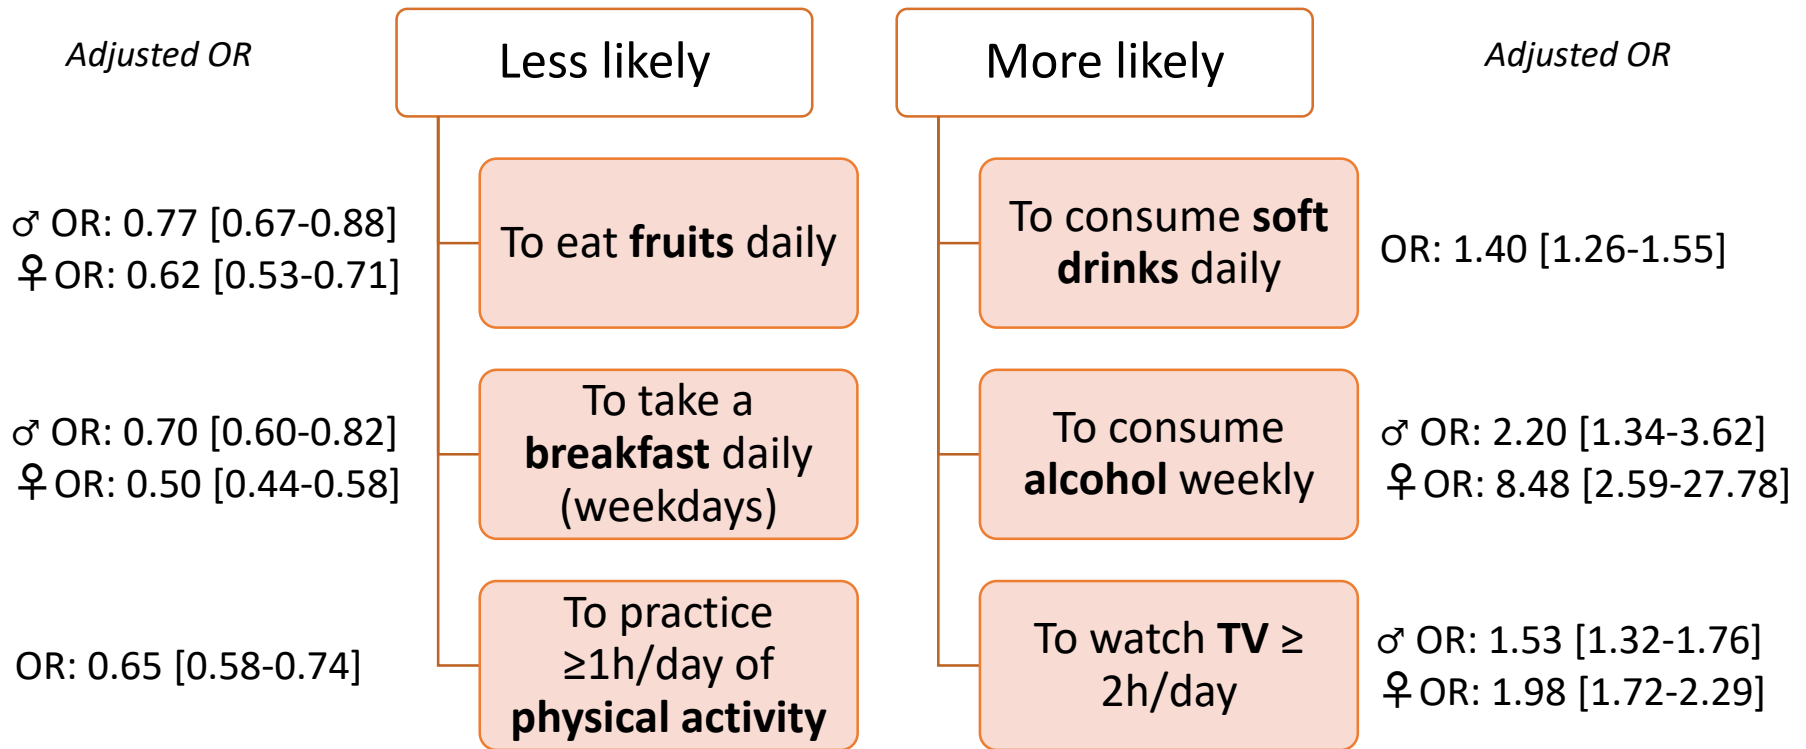 Adjusted OR
Less likely
More likely
Adjusted OR
♂ OR: 0.77 [0.67-0.88]
♀OR: 0.62 [0.53-0.71]
To eat fruits daily
To consume soft
drinks daily
OR: 1.40 [1.26-1.55]
♂ OR: 0.70 [0.60-0.82]
♀OR: 0.50 [0.44-0.58]
To take a
breakfast daily
(weekdays)
To consume
alcohol weekly
♂ OR: 2.20 [1.34-3.62]
♀OR: 8.48 [2.59-27.78]
OR: 0.65 [0.58-0.74]
To practice
≥1h/day of
physical activity
To watch TV ≥
2h/day
♂ OR: 1.53 [1.32-1.76]
♀OR: 1.98 [1.72-2.29]